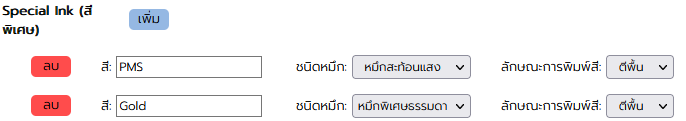 Special Ink (สี
พิเศษ) เพิ่ม
ลบ สี: PMS ชนิดหมึก: หมึกสะท้อนแสง ลักษณะการพิมพ์สี: ตีพื้น
ลบ สี: Gold ชนิดหมึก: หมึกพิเศษธรรมดา ลักษณะการพิมพ์สี: ตีพื้น